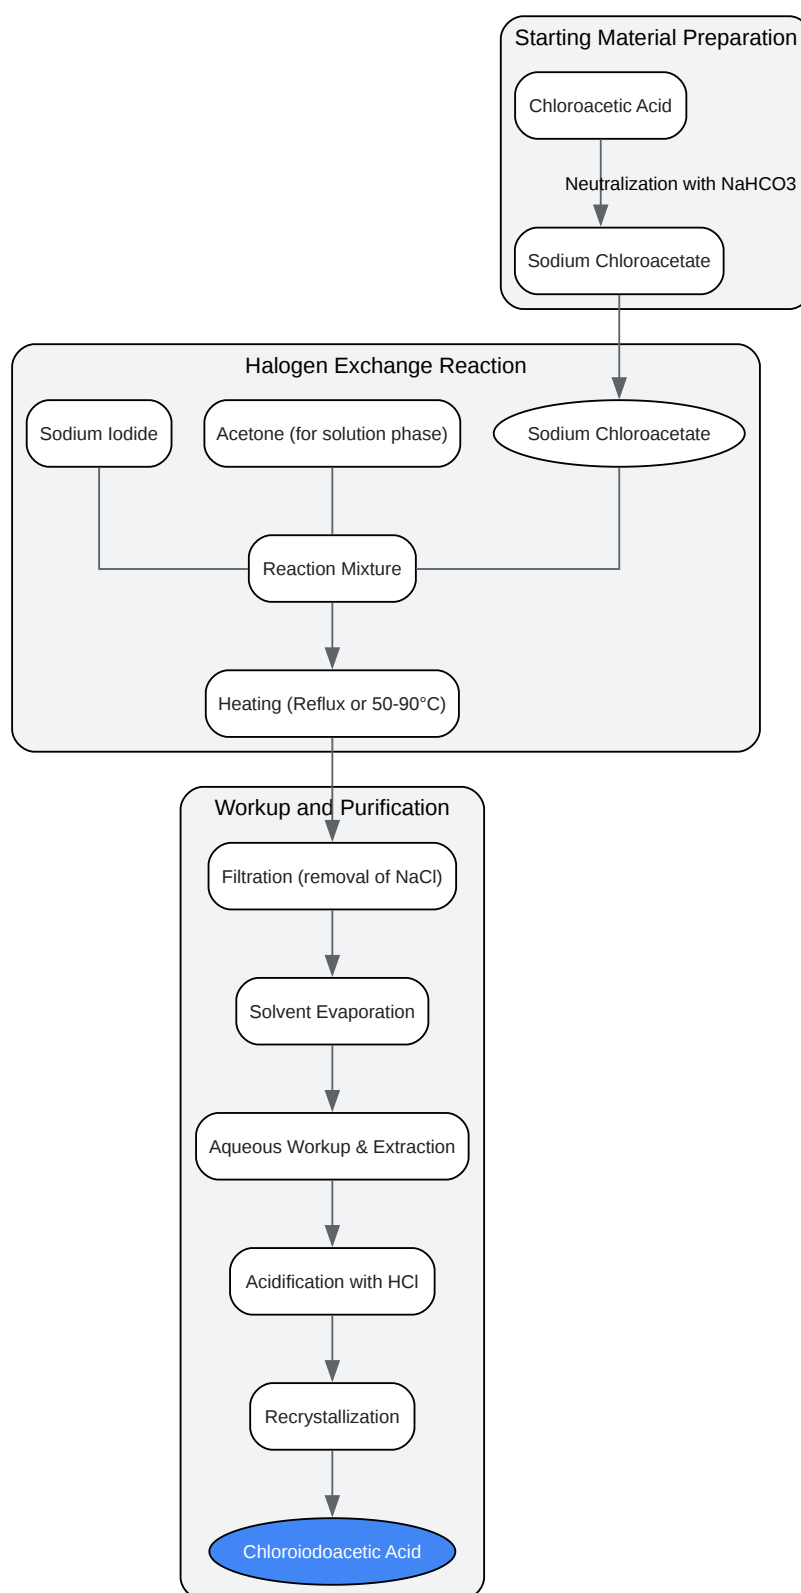 Starting Material Preparation
Chloroacetic Acid
Neutralization with NaHCO3
Sodium Chloroacetate
Halogen Exchange Reaction
Sodium Iodide
Acetone (for solution phase)
Sodium Chloroacetate
Reaction Mixture
Heating (Reflux or 50-90°C)
Workup and Purification
Filtration (removal of NaCl)
Solvent Evaporation
Aqueous Workup & Extraction
Acidification with HCl
Recrystallization
Chloroiodoacetic Acid